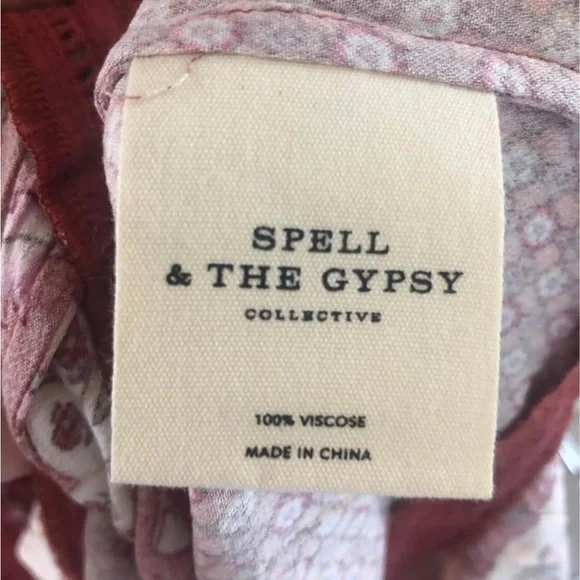 SPELL
& THE GYPSY
COLLECTIVE
100% VISCOSE
MADE IN CHINA